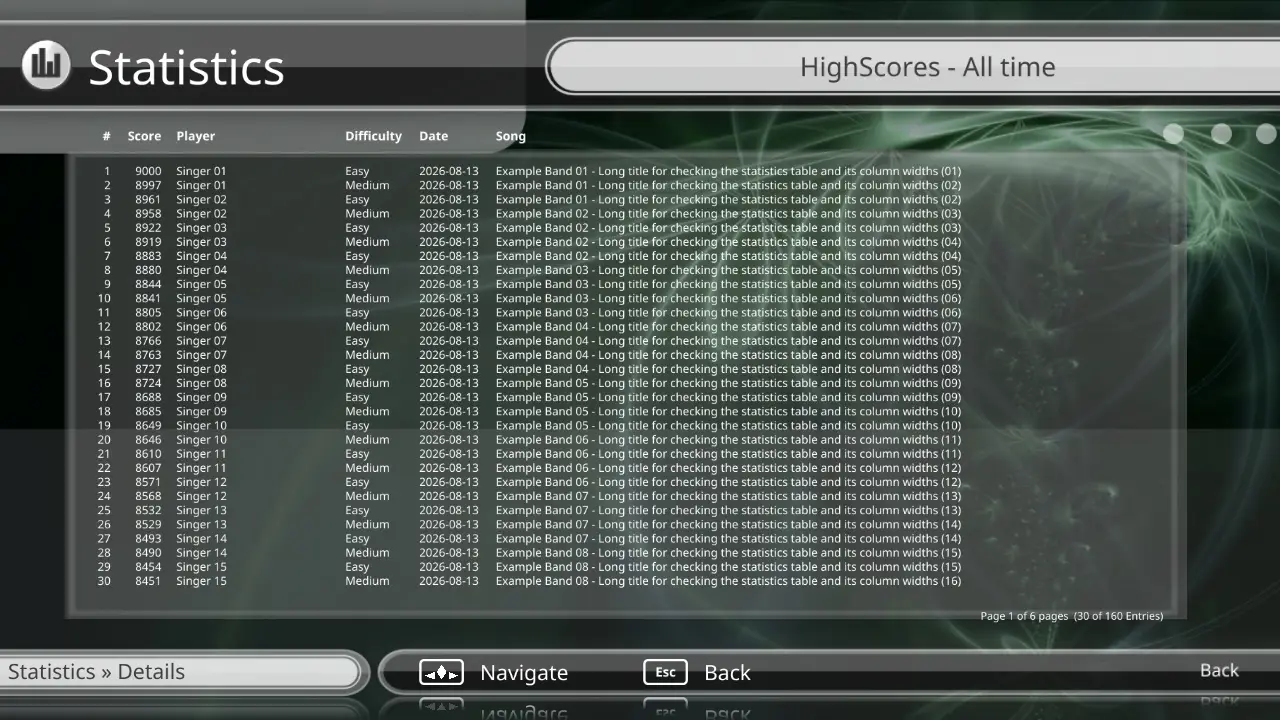 Statistics
HighScores - All time
# Score Player Difficulty Date Song
1 9000 Singer 01 Easy 2026-08-13 Example Band 01 - Long title for checking the statistics table and its column widths (01)
2 8997 Singer 01 Medium 2026-08-13 Example Band 01 - Long title for checking the statistics table and its column widths (02)
3 8961 Singer 02 Easy 2026-08-13 Example Band 01 - Long title for checking the statistics table and its column widths (02)
4 8958 Singer 02 Medium 2026-08-13 Example Band 02 - Long title for checking the statistics table and its column widths (03)
5 8922 Singer 03 Easy 2026-08-13 Example Band 02 - Long title for checking the statistics table and its column widths (03)
6 8919 Singer 03 Medium 2026-08-13 Example Band 02 - Long title for checking the statistics table and its column widths (04)
7 8883 Singer 04 Easy 2026-08-13 Example Band 02 - Long title for checking the statistics table and its column widths (04)
8 8880 Singer 04 Medium 2026-08-13 Example Band 03 - Long title for checking the statistics table and its column widths (05)
9 8844 Singer 05 Easy 2026-08-13 Example Band 03 - Long title for checking the statistics table and its column widths (05)
10 8841 Singer 05 Medium 2026-08-13 Example Band 03 - Long title for checking the statistics table and its column widths (06)
11 8805 Singer 06 Easy 2026-08-13 Example Band 03 - Long title for checking the statistics table and its column widths (06)
12 8802 Singer 06 Medium 2026-08-13 Example Band 04 - Long title for checking the statistics table and its column widths (07)
13 8766 Singer 07 Easy 2026-08-13 Example Band 04 - Long title for checking the statistics table and its column widths (07)
14 8763 Singer 07 Medium 2026-08-13 Example Band 04 - Long title for checking the statistics table and its column widths (08)
15 8727 Singer 08 Easy 2026-08-13 Example Band 04 - Long title for checking the statistics table and its column widths (08)
16 8724 Singer 08 Medium 2026-08-13 Example Band 05 - Long title for checking the statistics table and its column widths (09)
17 8688 Singer 09 Easy 2026-08-13 Example Band 05 - Long title for checking the statistics table and its column widths (09)
18 8685 Singer 09 Medium 2026-08-13 Example Band 05 - Long title for checking the statistics table and its column widths (10)
19 8649 Singer 10 Easy 2026-08-13 Example Band 05 - Long title for checking the statistics table and its column widths (10)
20 8646 Singer 10 Medium 2026-08-13 Example Band 06 - Long title for checking the statistics table and its column widths (11)
21 8610 Singer 11 Easy 2026-08-13 Example Band 06 - Long title for checking the statistics table and its column widths (11)
22 8607 Singer 11 Medium 2026-08-13 Example Band 06 - Long title for checking the statistics table and its column widths (12)
23 8571 Singer 12 Easy 2026-08-13 Example Band 06 - Long title for checking the statistics table and its column widths (12)
24 8568 Singer 12 Medium 2026-08-13 Example Band 07 - Long title for checking the statistics table and its column widths (13)
25 8532 Singer 13 Easy 2026-08-13 Example Band 07 - Long title for checking the statistics table and its column widths (13)
26 8529 Singer 13 Medium 2026-08-13 Example Band 07 - Long title for checking the statistics table and its column widths (14)
27 8493 Singer 14 Easy 2026-08-13 Example Band 07 - Long title for checking the statistics table and its column widths (14)
28 8490 Singer 14 Medium 2026-08-13 Example Band 08 - Long title for checking the statistics table and its column widths (15)
29 8454 Singer 15 Easy 2026-08-13 Example Band 08 - Long title for checking the statistics table and its column widths (15)
30 8451 Singer 15 Medium 2026-08-13 Example Band 08 - Long title for checking the statistics table and its column widths (16)
Page 1 of 6 pages (30 of 160 Entries)
Statistics » Details
Navigate
Esc Back
Back